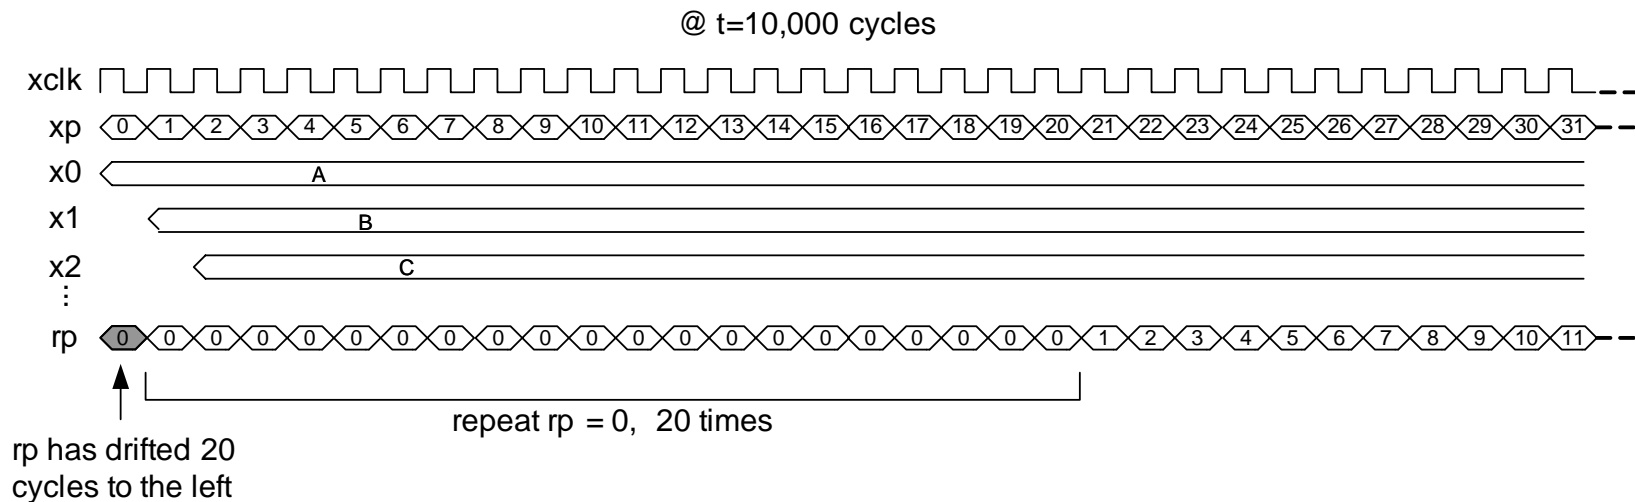 @ t=10,000 cycles
xclk
xp 0 1 2 3 4 5 6 7 8 9 10 11 12 13 14 15 16 17 18 19 20 21 22 23 24 25 26 27 28 29 30 31
x0 A
x1 B
x2 C
⋮
rp 0 0 0 0 0 0 0 0 0 0 0 0 0 0 0 0 0 0 0 0 0 1 2 3 4 5 6 7 8 9 10 11
repeat rp = 0, 20 times
rp has drifted 20
cycles to the left